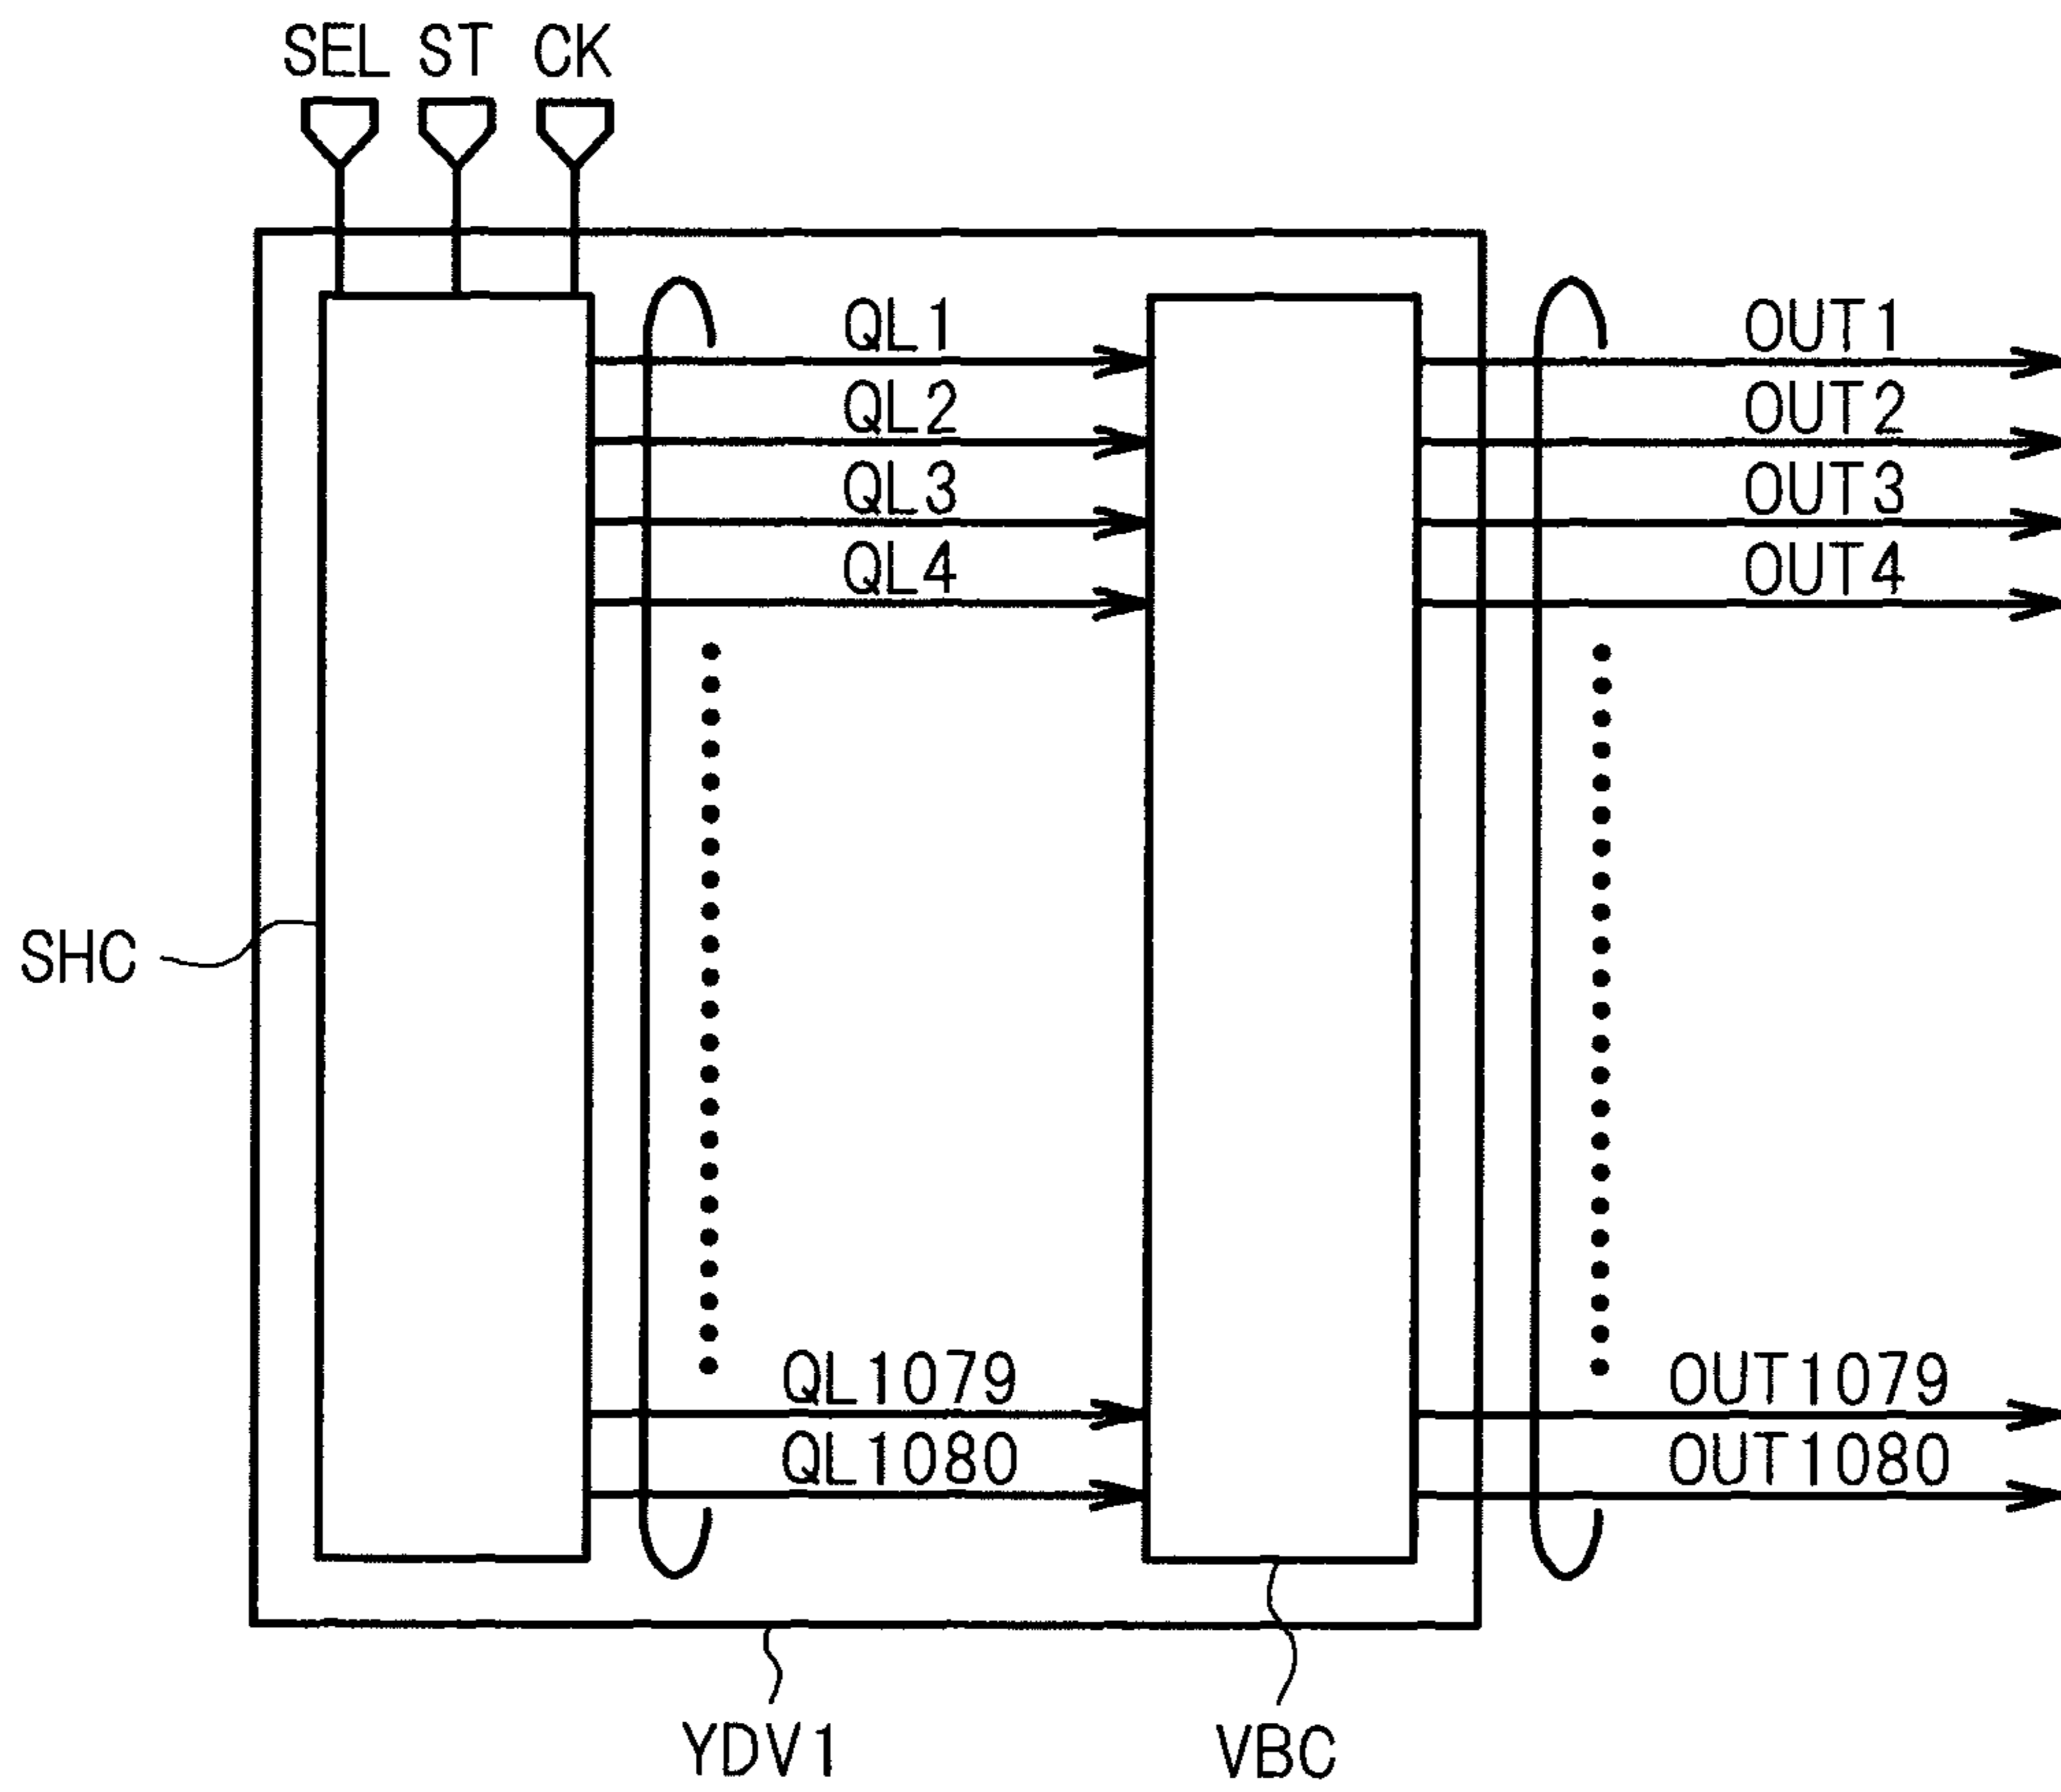 SEL ST CK
QL1 OUT1
QL2 OUT2
QL3 OUT3
QL4 OUT4
SHC
QL1079 OUT1079
QL1080 OUT1080
YDV1 VBC